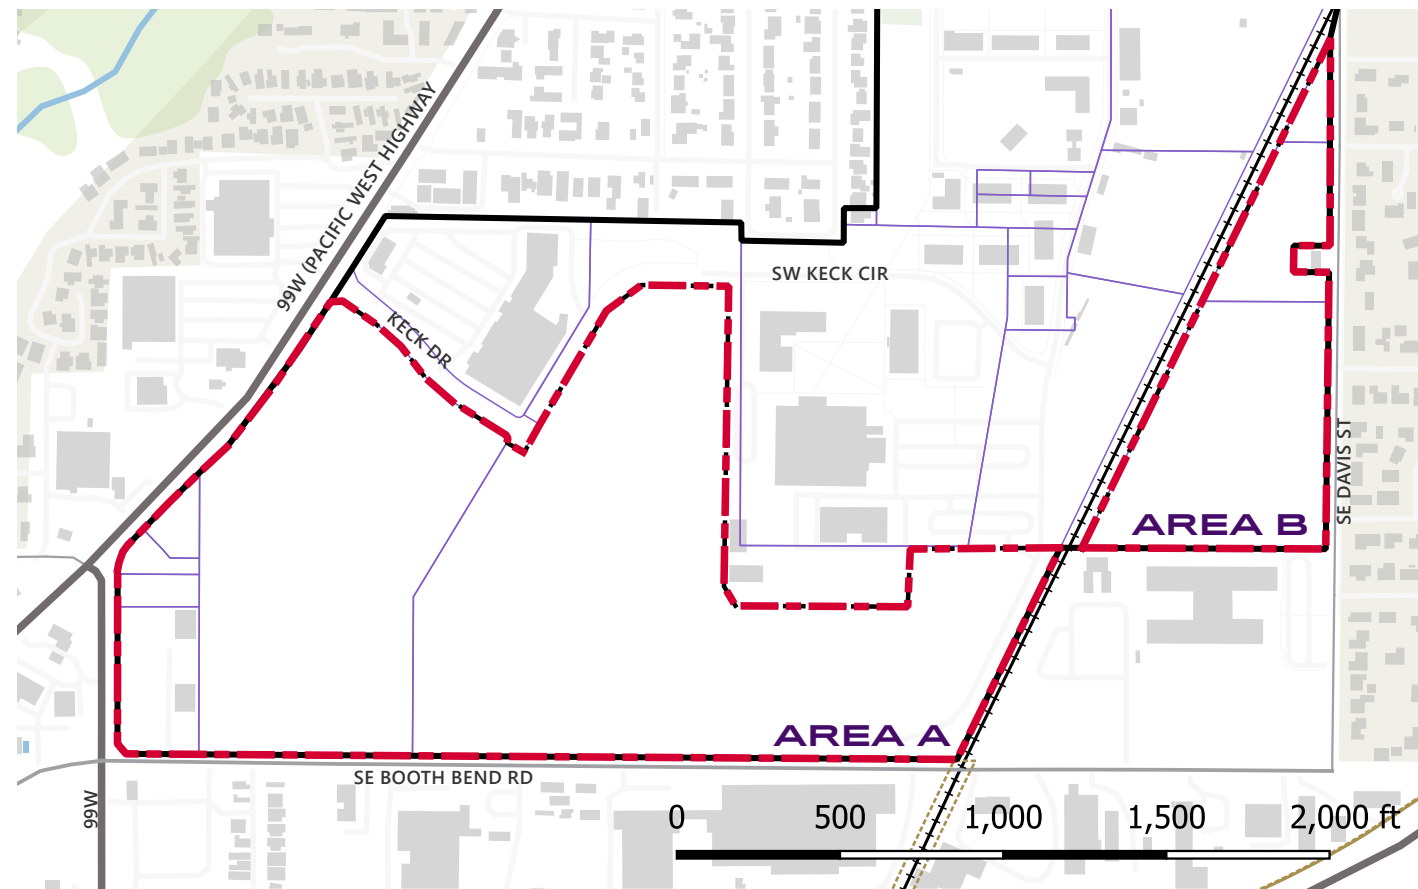 99W (PACIFIC WEST HIGHWAY
KECK DR
SW KECK CIR
SE DAVIS ST
AREA B
AREA A
SE BOOTH BEND RD
99W
0 500 1,000 1,500 2,000 ft